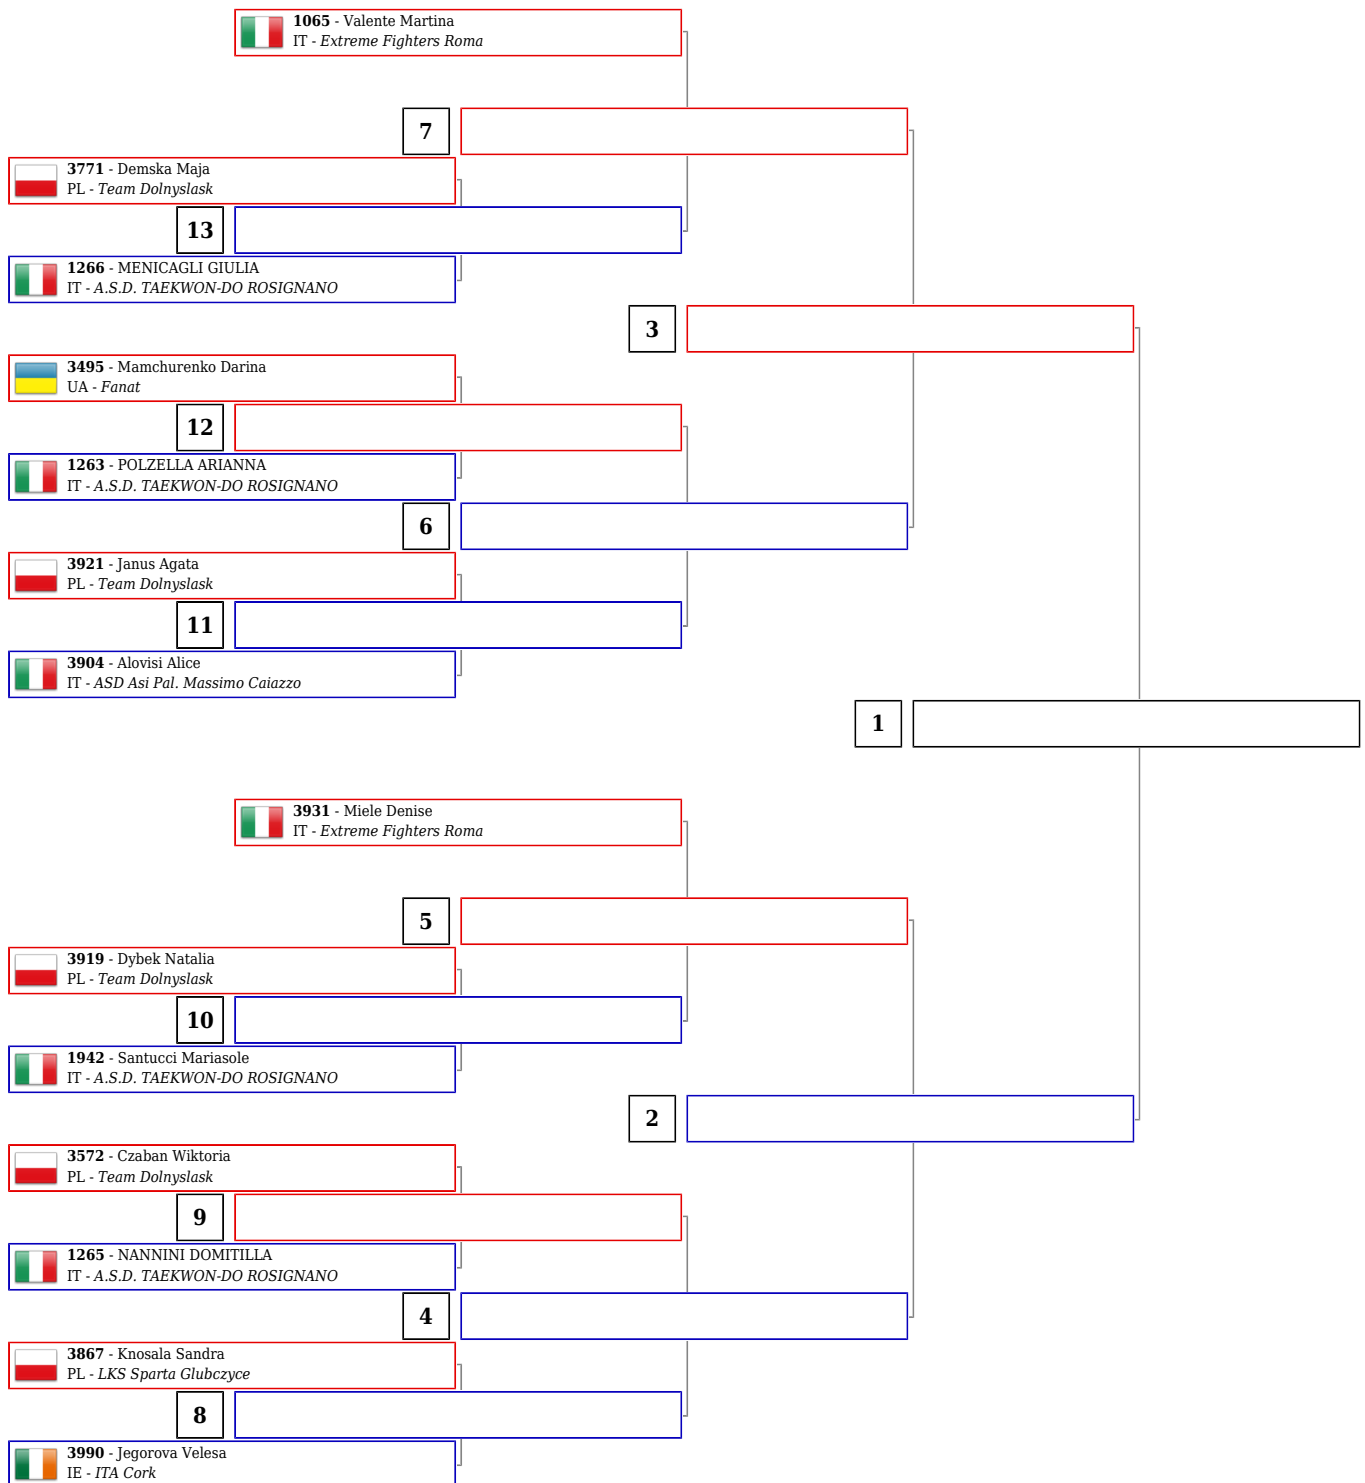 1065 - Valente Martina
IT - Extreme Fighters Roma
7
3771 - Demska Maja
PL - Team Dolnyslask
13
1266 - MENICAGLI GIULIA
IT - A.S.D. TAEKWON-DO ROSIGNANO
3
3495 - Mamchurenko Darina
UA - Fanat
12
1263 - POLZELLA ARIANNA
IT - A.S.D. TAEKWON-DO ROSIGNANO
6
3921 - Janus Agata
PL - Team Dolnyslask
11
3904 - Alovisi Alice
IT - ASD Asi Pal. Massimo Caiazzo
1
3931 - Miele Denise
IT - Extreme Fighters Roma
5
3919 - Dybek Natalia
PL - Team Dolnyslask
10
1942 - Santucci Mariasole
IT - A.S.D. TAEKWON-DO ROSIGNANO
2
3572 - Czaban Wiktoria
PL - Team Dolnyslask
9
1265 - NANNINI DOMITILLA
IT - A.S.D. TAEKWON-DO ROSIGNANO
4
3867 - Knosala Sandra
PL - LKS Sparta Glubczyce
8
3990 - Jegorova Velesa
IE - ITA Cork